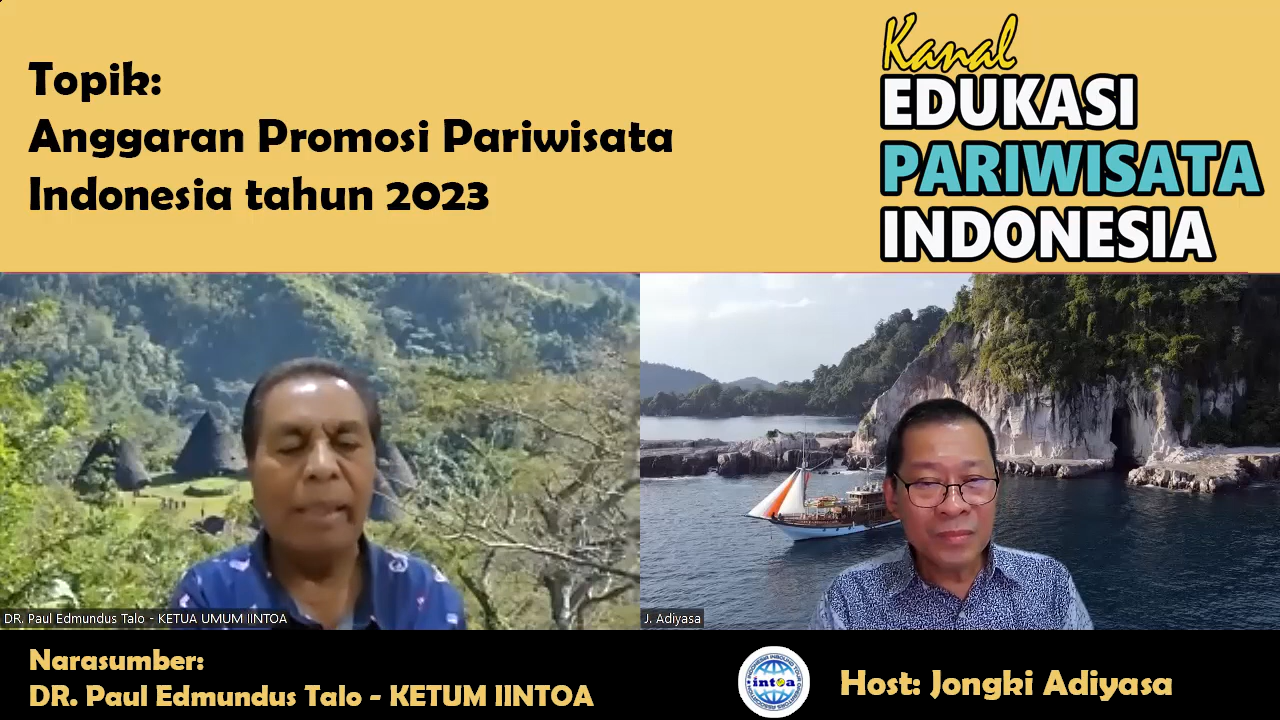 Topik:
Anggaran Promosi Pariwisata
Indonesia tahun 2023
Kanal
EDUKASI
PARIWISATA
INDONESIA
DR. Paul Edmundus Talo - KETUA UMUM IINTOA
J. Adiyasa
Narasumber:
DR. Paul Edmundus Talo - KETUM IINTOA
intoa
Host: Jongki Adiyasa